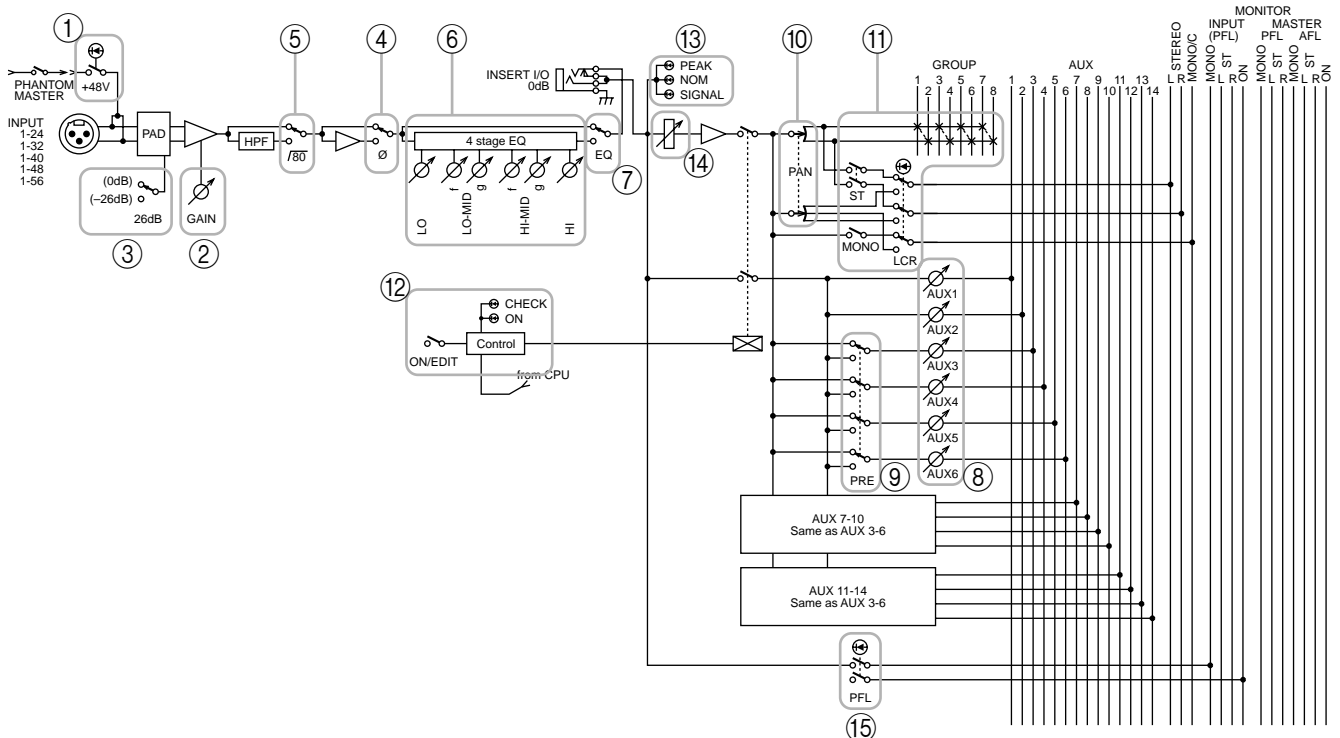 MONITOR
INPUT
(PFL)
MASTER
PFL
AFL
STEREO
L
R
MONO/C
MONO
L
ST
R
ON
MONO
L
ST
R
MONO
L
ST
R
ON
GROUP
1
2
3
4
5
6
7
8
AUX
1
2
3
4
5
6
7
8
9
10
11
12
13
14
1
5
4
6
13
10
11
PHANTOM
MASTER
+48V
INPUT
1-24
1-32
1-40
1-48
1-56
PAD
HPF
/80
Ø
4 stage EQ
LO
f
LO-MID
g
f
HI-MID
g
HI
EQ
7
INSERT I/O
0dB
PEAK
NOM
SIGNAL
14
PAN
ST
MONO
LCR
(0dB)
(–26dB)
26dB
3
GAIN
2
12
CHECK
ON
Control
ON/EDIT
from CPU
AUX1
AUX2
AUX3
AUX4
AUX5
AUX6
PRE
9
8
AUX 7-10
Same as AUX 3-6
AUX 11-14
Same as AUX 3-6
PFL
15